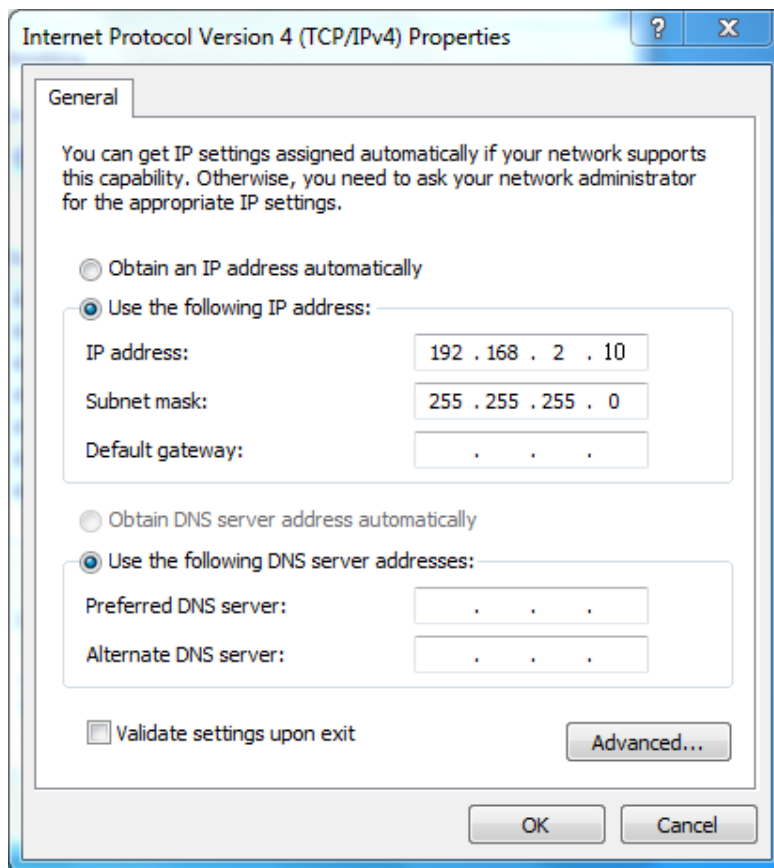 Internet Protocol Version 4 (TCP/IPv4) Properties
? X
General
You can get IP settings assigned automatically if your network supports
this capability. Otherwise, you need to ask your network administrator
for the appropriate IP settings.
Obtain an IP address automatically
Use the following IP address:
IP address: 192 . 168 . 2 . 10
Subnet mask: 255 . 255 . 255 . 0
Default gateway: . . .
Obtain DNS server address automatically
Use the following DNS server addresses:
Preferred DNS server: . . .
Alternate DNS server: . . .
Validate settings upon exit
Advanced...
OK Cancel